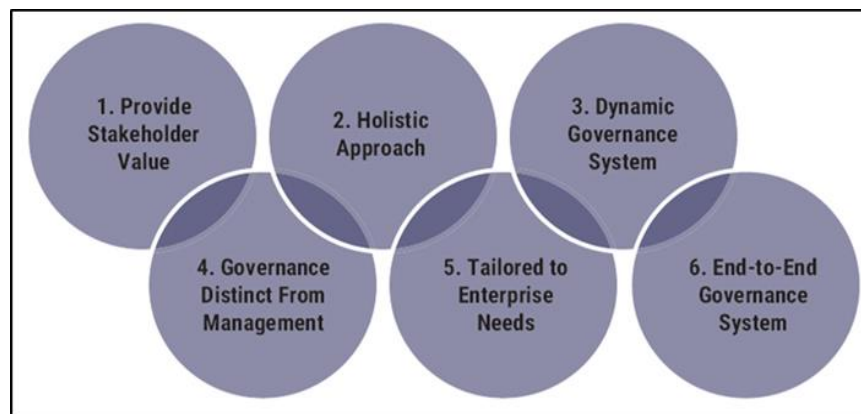 1. Provide
Stakeholder
Value
2. Holistic
Approach
3. Dynamic
Governance
System
4. Governance
Distinct From
Management
5. Tailored to
Enterprise
Needs
6. End-to-End
Governance
System